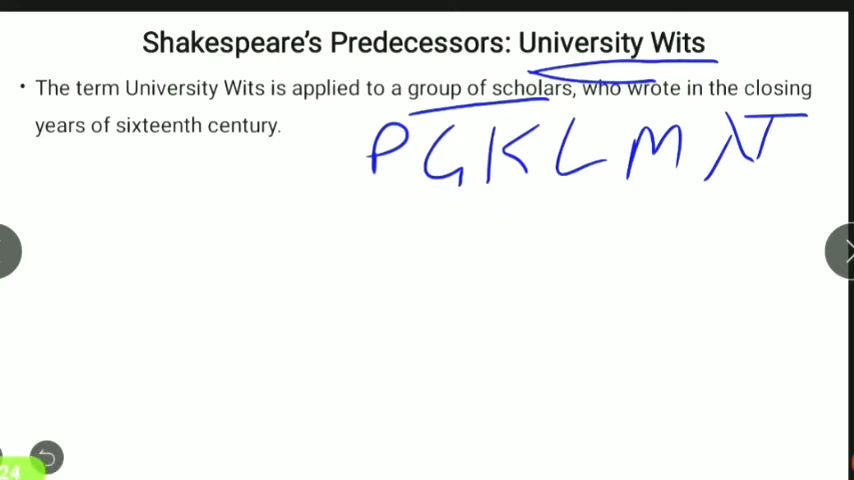 Shakespeare's Predecessors: University Wits
• The term University Wits is applied to a group of scholars, who wrote in the closing
years of sixteenth century.
P G K L M N T
24